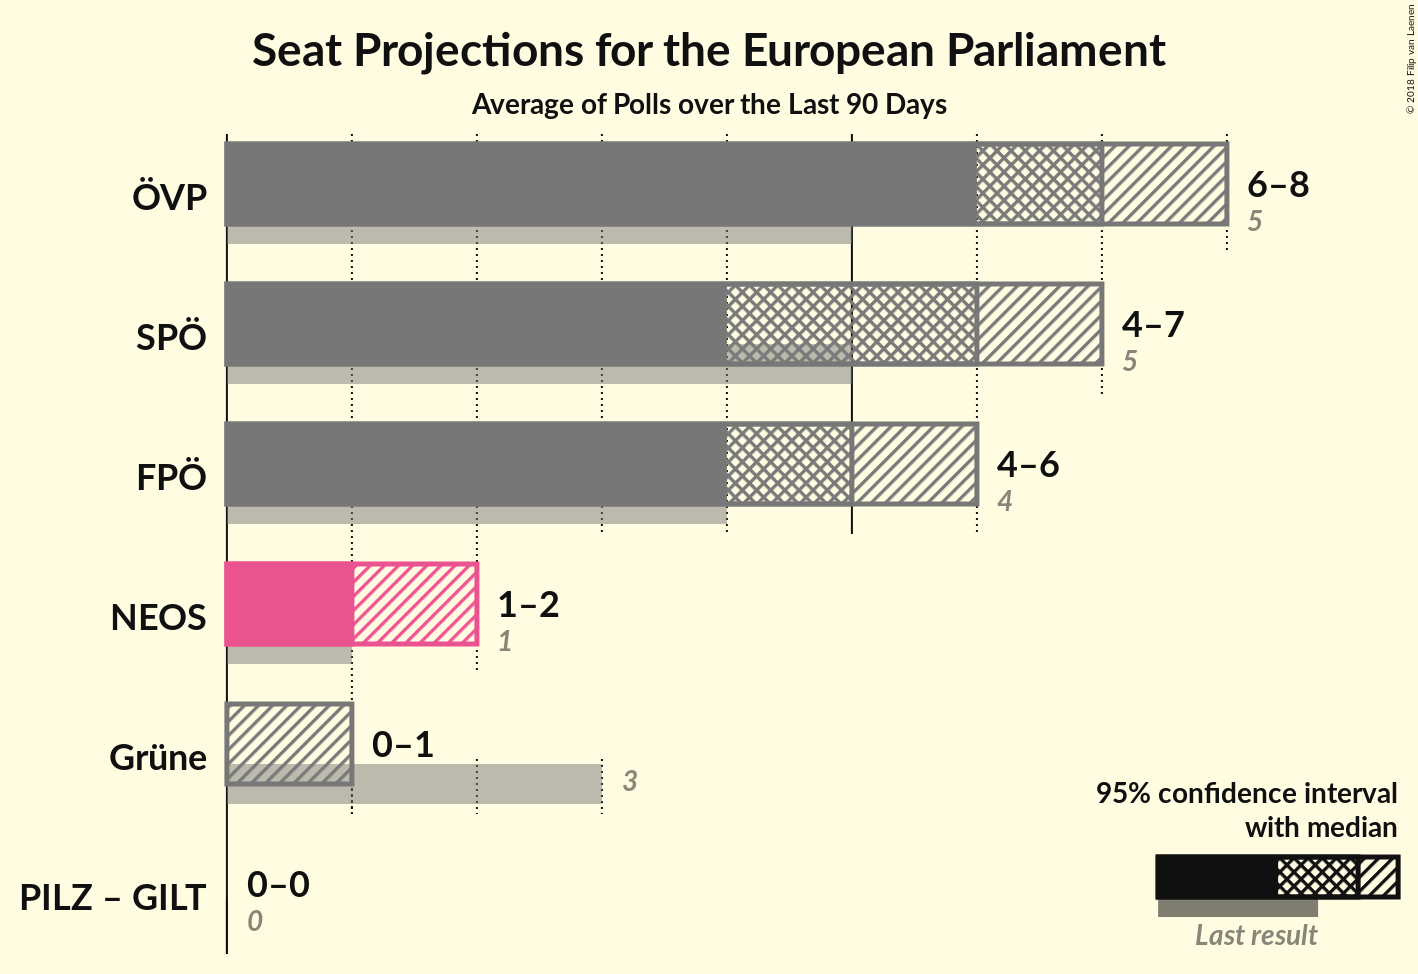 Seat Projections for the European Parliament
Average of Polls over the Last 90 Days
© 2018 Filip van Laenen
ÖVP
6–8
5
SPÖ
4–7
5
FPÖ
4–6
4
NEOS
1–2
1
Grüne
0–1
3
PILZ – GILT
0–0
0
95% confidence interval
with median
Last result